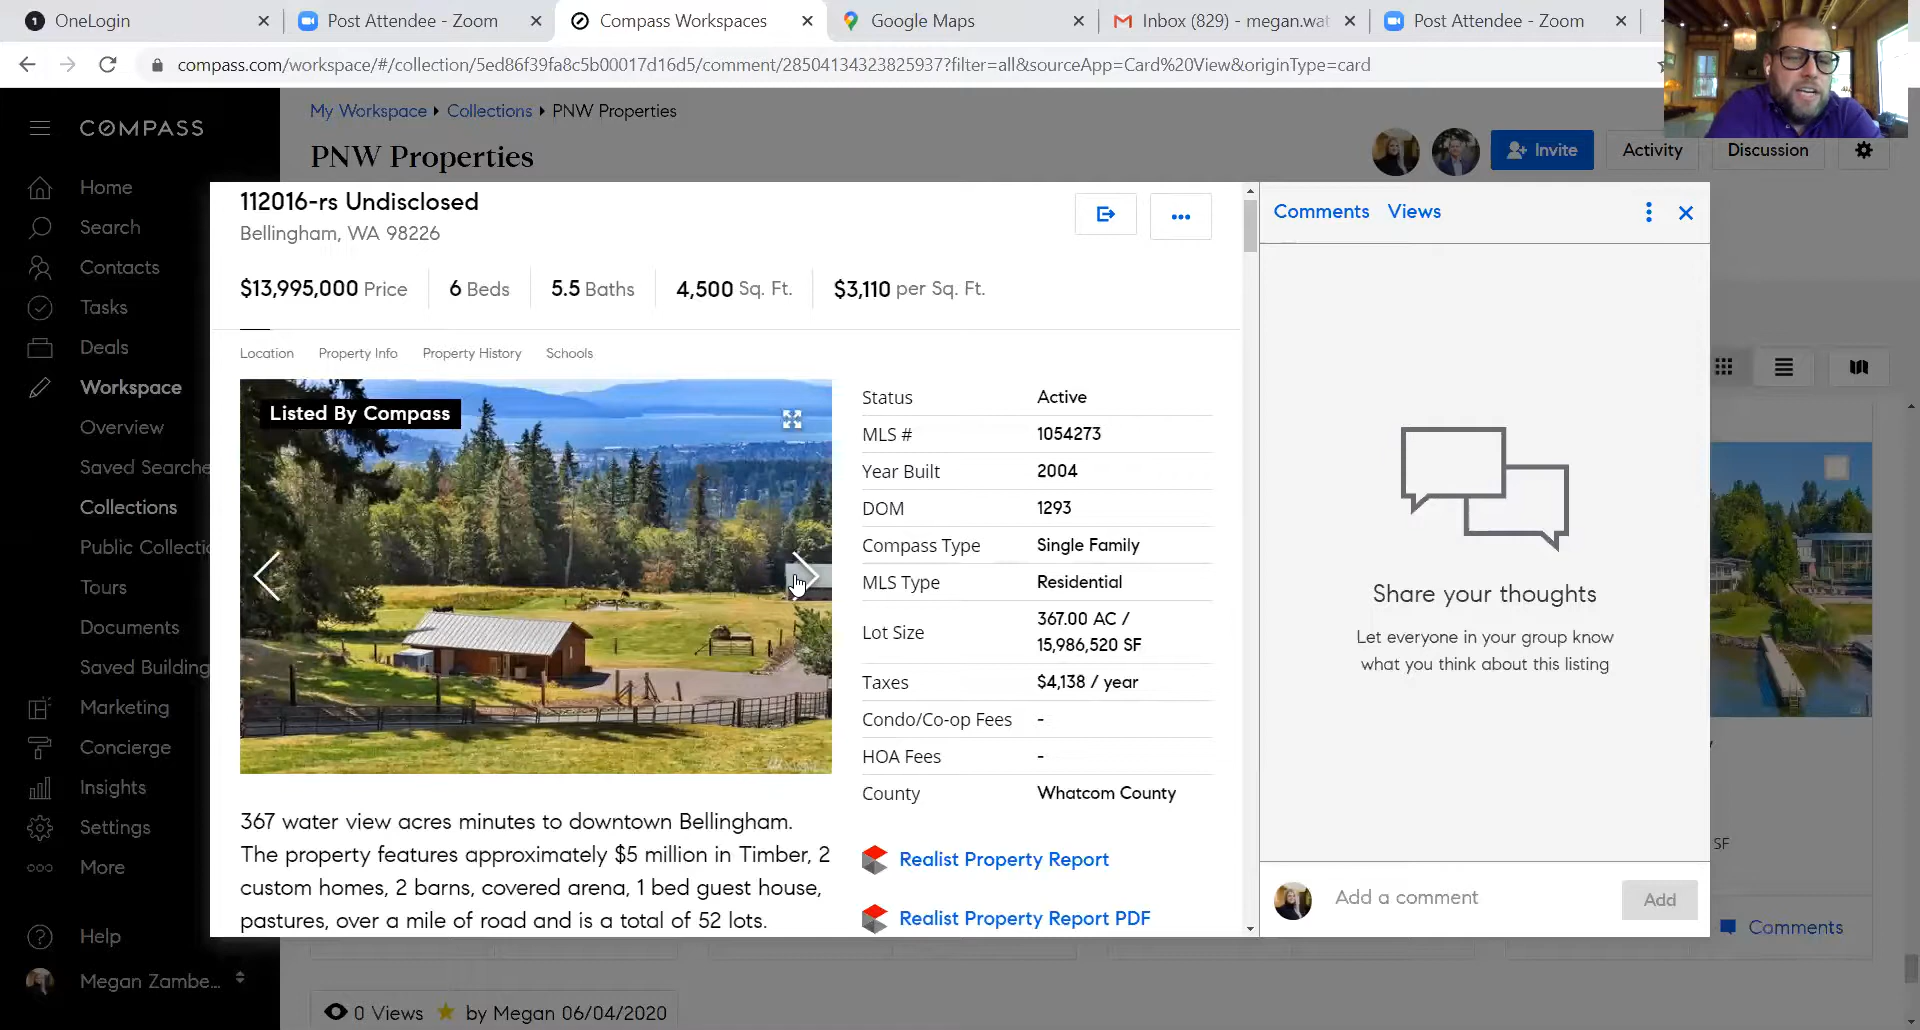 OneLogin
Post Attendee - Zoom
Compass Workspaces
Google Maps
Inbox (829) - megan.wat
Post Attendee - Zoom
compass.com/workspace/#/collection/5ed86f39fa8c5b00017d16d5/comment/28504134323825937?filter=all&sourceApp=Card%20View&originType=card
COMPASS
Home
Search
Contacts
Tasks
Deals
Workspace
Overview
Saved Searche
Collections
Public Collecti
Tours
Documents
Saved Building
Marketing
Concierge
Insights
Settings
More
Help
Megan Zambe...
My Workspace Collections PNW Properties
PNW Properties
Invite
Activity
Discussion
112016-rs Undisclosed
Bellingham, WA 98226
$13,995,000 Price
6 Beds
5.5 Baths
4,500 Sq. Ft.
$3,110 per Sq. Ft.
Location
Property Info
Property History
Schools
Listed By Compass
367 water view acres minutes to downtown Bellingham.
The property features approximately $5 million in Timber, 2
custom homes, 2 barns, covered arena, 1 bed guest house,
pastures, over a mile of road and is a total of 52 lots.
Status Active
MLS # 1054273
Year Built 2004
DOM 1293
Compass Type Single Family
MLS Type Residential
Lot Size 367.00 AC /
15,986,520 SF
Taxes $4,138 / year
Condo/Co-op Fees -
HOA Fees -
County Whatcom County
Realist Property Report
Realist Property Report PDF
Comments Views
Share your thoughts
Let everyone in your group know
what you think about this listing
Add a comment
Add
SF
Comments
0 Views by Megan 06/04/2020